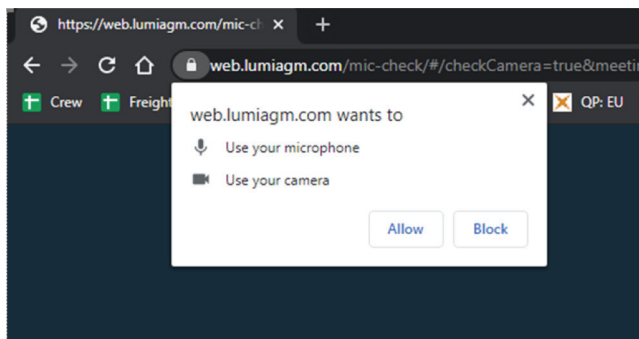 https://web.lumiagm.com/mic-ch
web.lumiagm.com/mic-check/#/checkCamera=true&meeti
Crew
Freight
QP: EU
web.lumiagm.com wants to
Use your microphone
Use your camera
Allow
Block